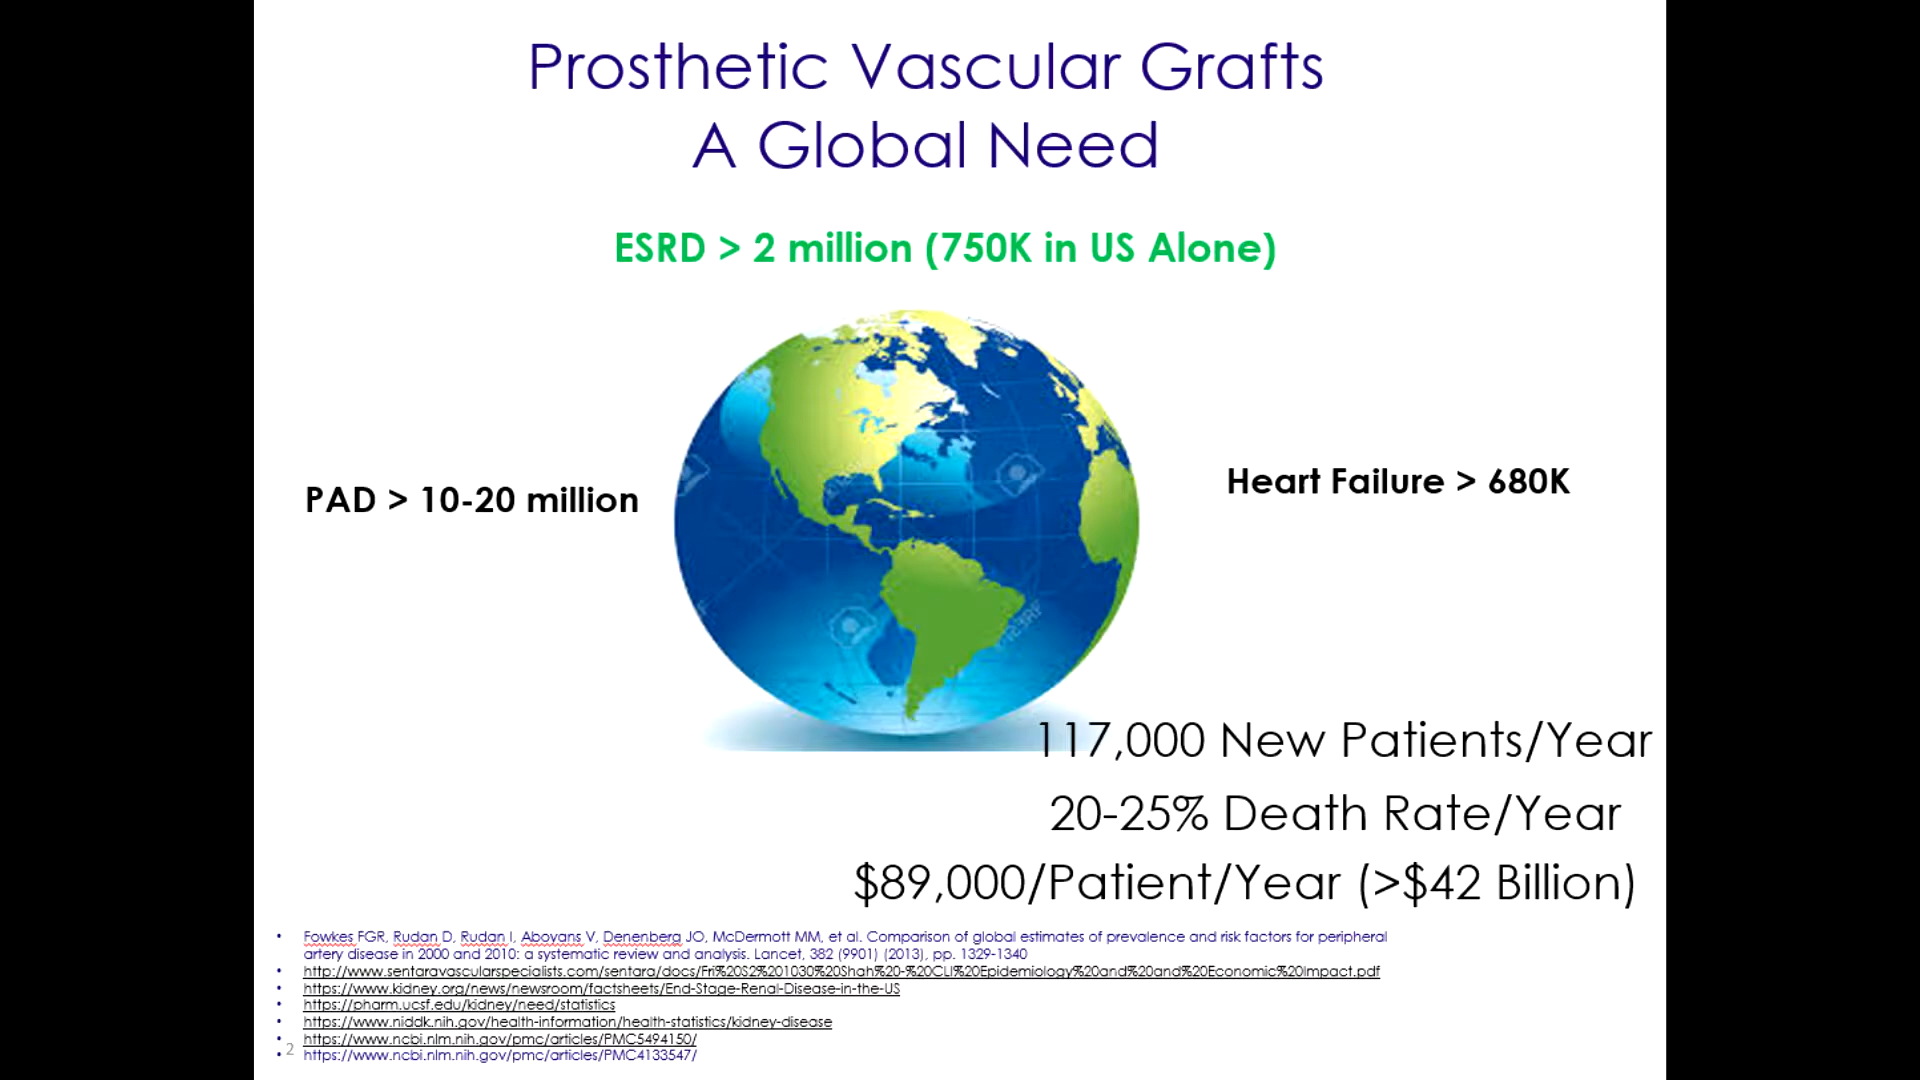 Prosthetic Vascular Grafts
A Global Need
ESRD > 2 million (750K in US Alone)
PAD > 10-20 million
Heart Failure > 680K
123RF
117,000 New Patients/Year
20-25% Death Rate/Year
$89,000/Patient/Year (>$42 Billion)
• Fowkes FGR, Rudan D, Rudan I, Aboyans V, Denenberg JO, McDermott MM, et al. Comparison of global estimates of prevalence and risk factors for peripheral
artery disease in 2000 and 2010: a systematic review and analysis. Lancet, 382 (9901) (2013), pp. 1329-1340
• http://www.sentaravascularspecialists.com/sentara/docs/Fri%20S2%201030%20Shah%20-%20CLI%20Epidemiology%20and%20and%20Economic%20Impact.pdf
• https://www.kidney.org/news/newsroom/factsheets/End-Stage-Renal-Disease-in-the-US
• https://pharm.ucsf.edu/kidney/need/statistics
• https://www.niddk.nih.gov/health-information/health-statistics/kidney-disease
• https://www.ncbi.nlm.nih.gov/pmc/articles/PMC5494150/
• https://www.ncbi.nlm.nih.gov/pmc/articles/PMC4133547/
2